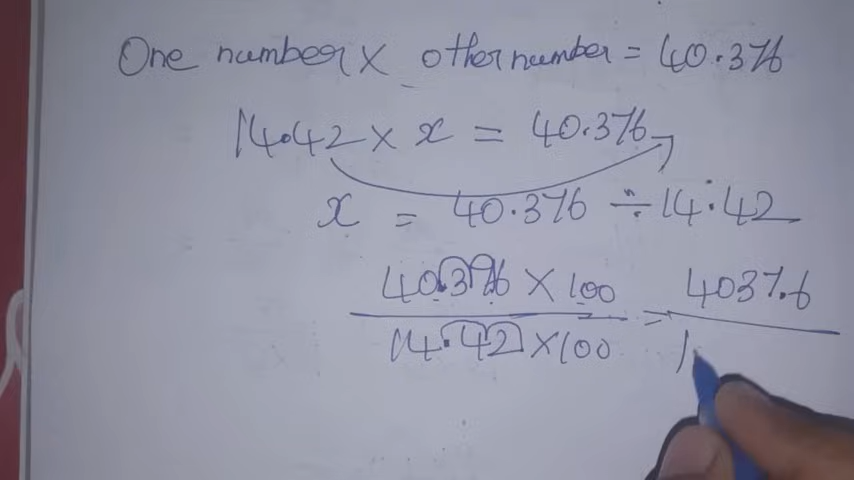 One number × other number = 40.376
14.42 × x = 40.376
x = 40.376 ÷ 14.42
40.376 × 100 / 14.42 × 100 = 4037.6 / 1